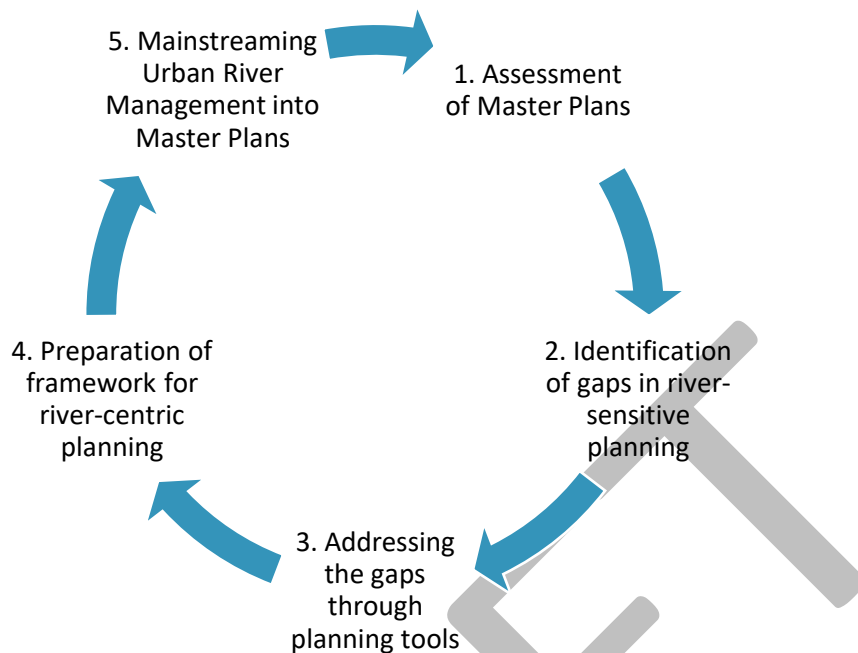 5. Mainstreaming
Urban River
Management into
Master Plans
1. Assessment
of Master Plans
2. Identification
of gaps in river-
sensitive
planning
3. Addressing
the gaps
through
planning tools
4. Preparation of
framework for
river-centric
planning